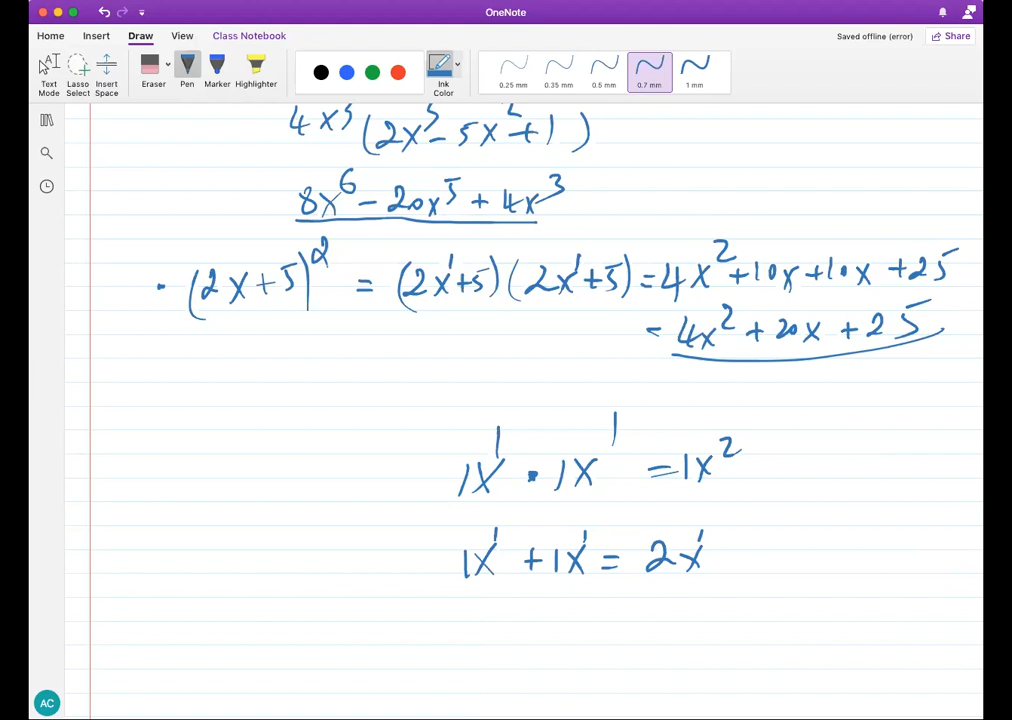 OneNote
Home Insert Draw View Class Notebook
Saved offline (error) Share
Text Mode Lasso Select Insert Space Eraser Pen Marker Highlighter Ink Color 0.25 mm 0.35 mm 0.5 mm 0.7 mm 1 mm
4x³(2x³ - 5x² + 1)
8x⁶ - 20x⁵ + 4x³
· (2x+5)² = (2x¹+5)(2x¹+5) = 4x² + 10x + 10x + 25
= 4x² + 20x + 25
1x¹ · 1x¹ = 1x²
1x¹ + 1x¹ = 2x¹
AC